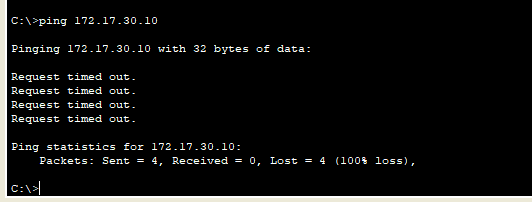 C:\>ping 172.17.30.10
Pinging 172.17.30.10 with 32 bytes of data:
Request timed out.
Request timed out.
Request timed out.
Request timed out.
Ping statistics for 172.17.30.10:
    Packets: Sent = 4, Received = 0, Lost = 4 (100% loss),
C:\>